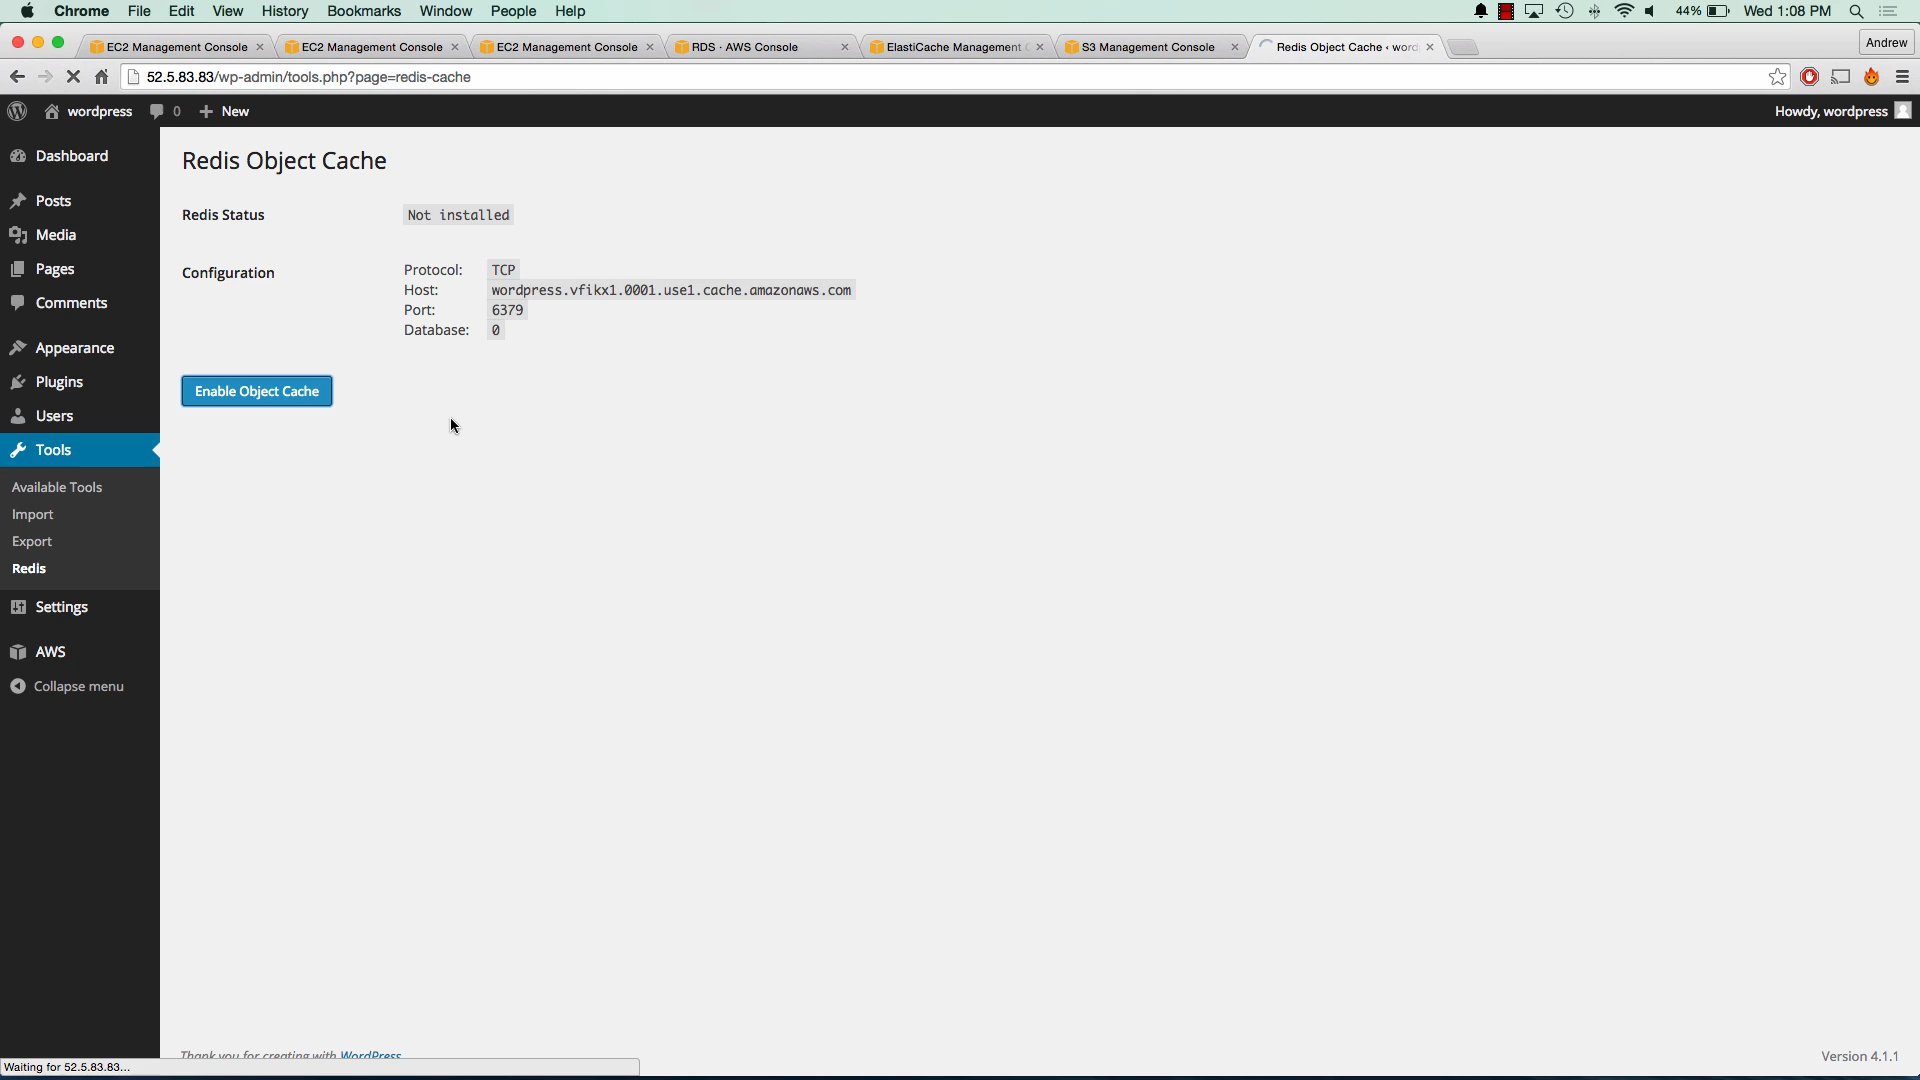 Chrome File Edit View History Bookmarks Window People Help 44% Wed 1:08 PM
EC2 Management Console EC2 Management Console EC2 Management Console RDS · AWS Console ElastiCache Management S3 Management Console Redis Object Cache ‹ word Andrew
52.5.83.83/wp-admin/tools.php?page=redis-cache
wordpress 0 + New Howdy, wordpress
Dashboard
Posts
Media
Pages
Comments
Appearance
Plugins
Users
Tools
Available Tools
Import
Export
Redis
Settings
AWS
Collapse menu
Redis Object Cache
Redis Status Not installed
Configuration
Protocol: TCP
Host: wordpress.vfikx1.0001.use1.cache.amazonaws.com
Port: 6379
Database: 0
Enable Object Cache
Thank you for creating with WordPress
Version 4.1.1
Waiting for 52.5.83.83...